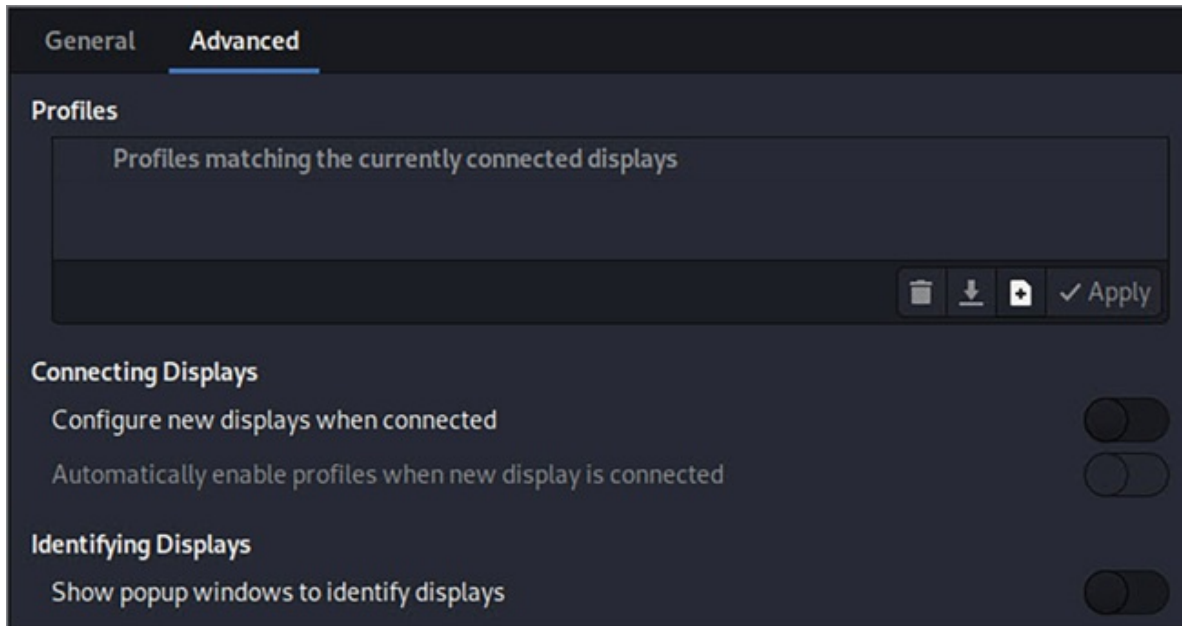 General Advanced
Profiles
Profiles matching the currently connected displays
Apply
Connecting Displays
Configure new displays when connected
Automatically enable profiles when new display is connected
Identifying Displays
Show popup windows to identify displays